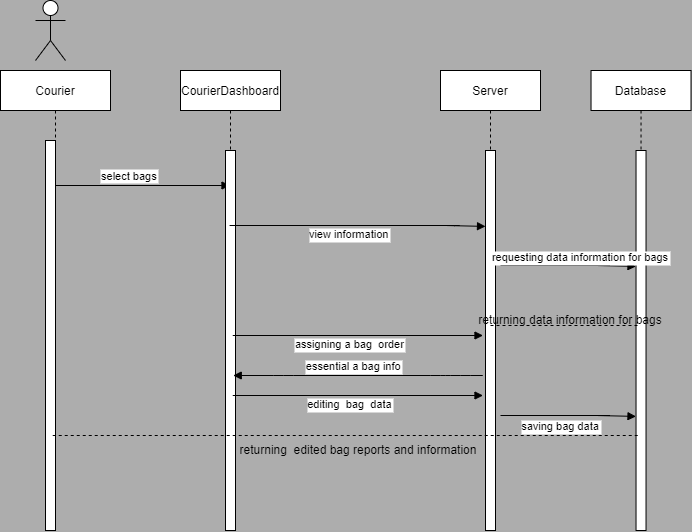 Courier
CourierDashboard
Server
Database
select bags
view information
requesting data information for bags
returning data information for bags
assigning a bag  order
essential a bag info
editing  bag  data
saving bag data
returning  edited bag reports and information